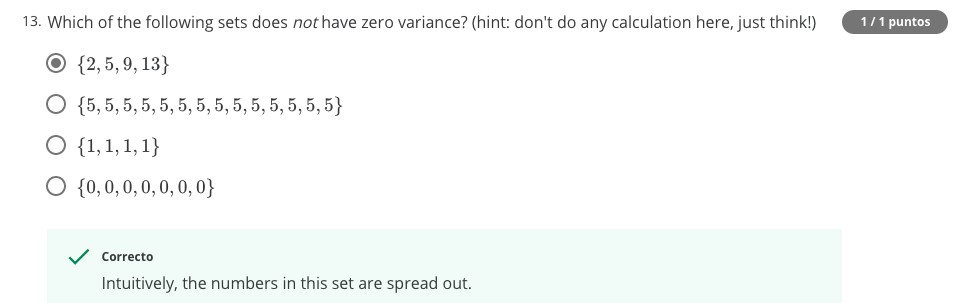 13. Which of the following sets does not have zero variance? (hint: don't do any calculation here, just think!) 1 / 1 puntos
{2, 5, 9, 13}
{5, 5, 5, 5, 5, 5, 5, 5, 5, 5, 5, 5, 5, 5}
{1, 1, 1, 1}
{0, 0, 0, 0, 0, 0, 0}
Correcto
Intuitively, the numbers in this set are spread out.